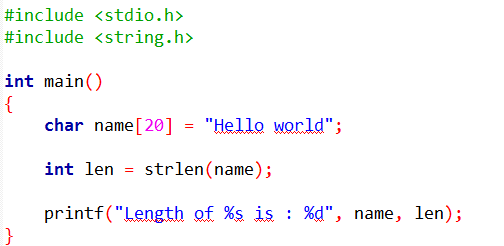 #include <stdio.h>
#include <string.h>
int main()
{
char name[20] = "Hello world";
int len = strlen(name);
printf("Length of %s is : %d", name, len);
}